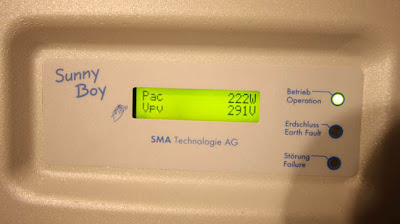 Sunny
Boy
Pac 222W
Vpv 291V
SMA Technologie AG
Betrieb
Operation
Erdschluss
Earth Fault
Störung
Failure